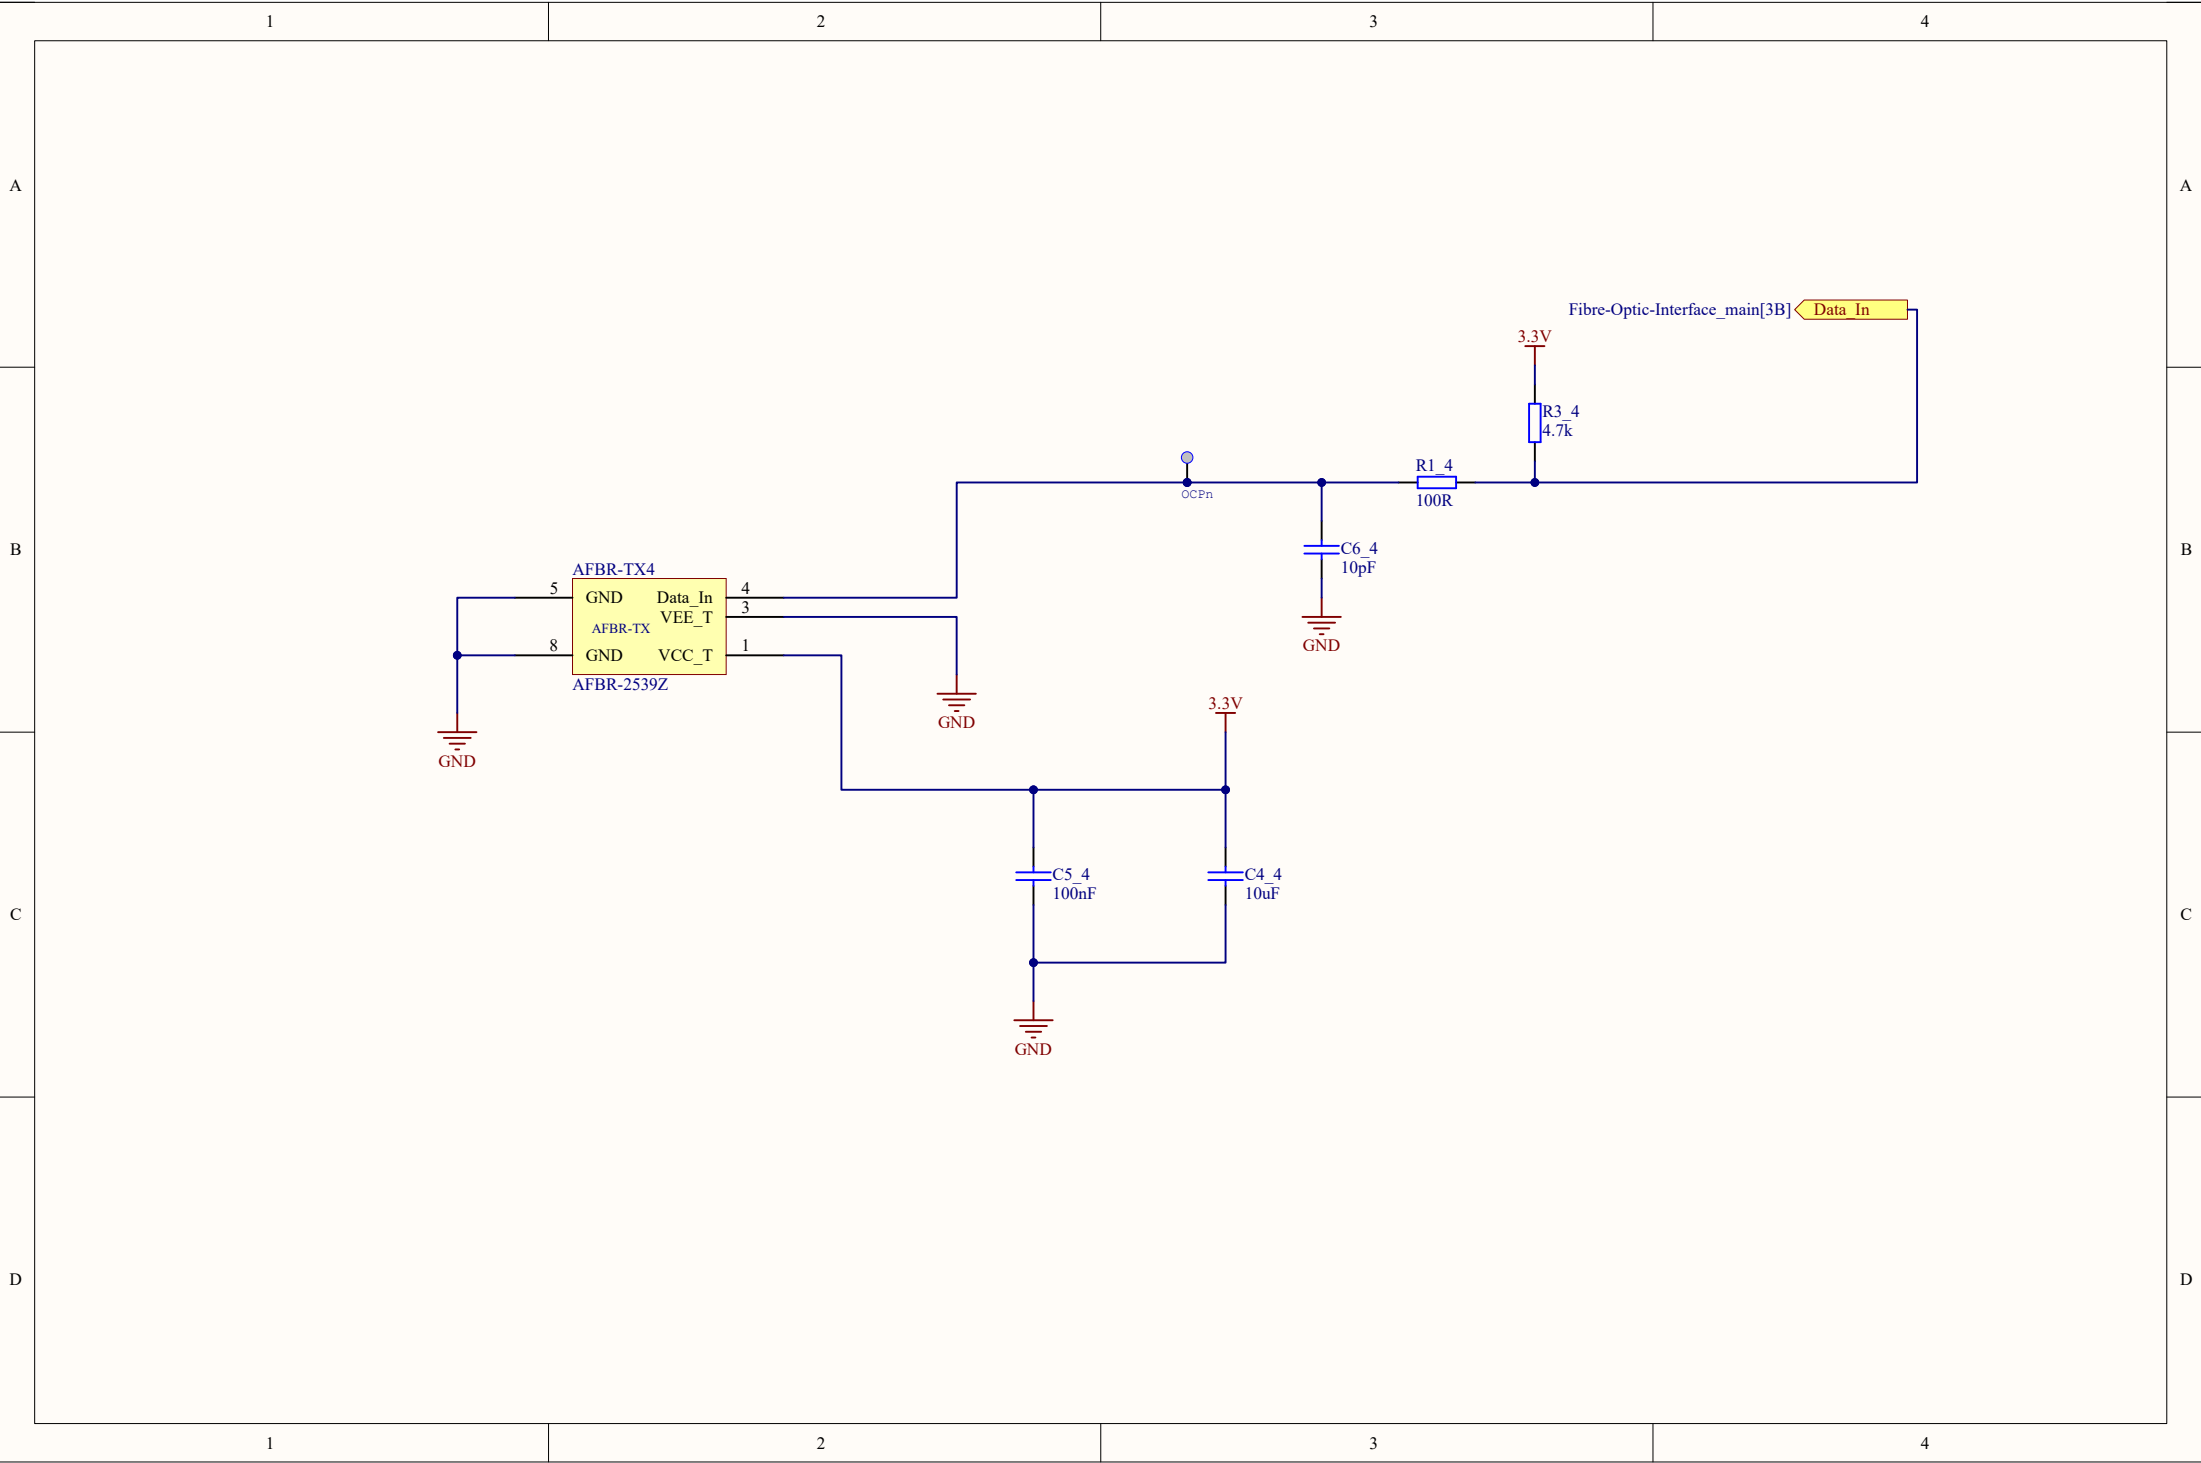 1 2 3 4
A A
Fibre-Optic-Interface_main[3B] Data_In
3.3V
R3_4
4.7k
R1_4
100R
OCPn
B B
C6_4
10pF
GND
AFBR-TX4
5 GND Data_In 4
VEE_T 3
AFBR-TX
8 GND VCC_T 1
AFBR-2539Z
GND
GND
3.3V
C5_4
100nF
C4_4
10uF
C C
GND
D D
1 2 3 4